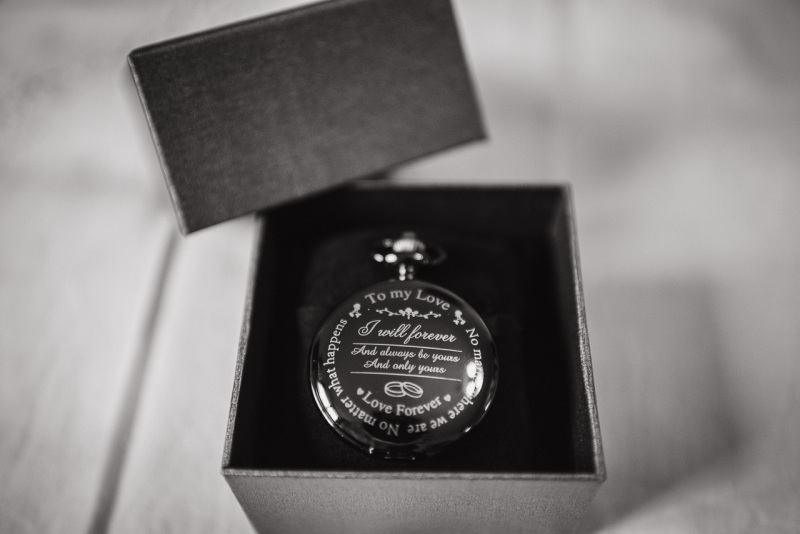 To my Love
I will forever
And always be yours
And only yours
Love Forever
No where we are No matter what happens